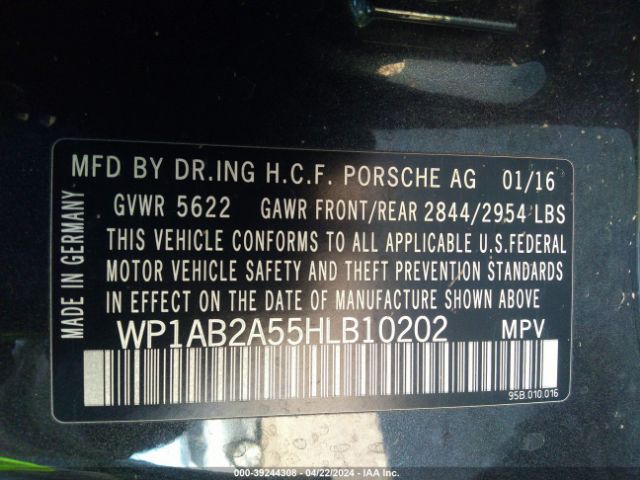 MFD BY DR.ING H.C.F. PORSCHE AG 01/16
GVWR 5622 GAWR FRONT/REAR 2844/2954 LBS
THIS VEHICLE CONFORMS TO ALL APPLICABLE U.S.FEDERAL
MOTOR VEHICLE SAFETY AND THEFT PREVENTION STANDARDS
IN EFFECT ON THE DATE OF MANUFACTURE SHOWN ABOVE
WP1AB2A55HLB10202 MPV
95B.010.016
MADE IN GERMANY
000-39244308 - 04/22/2024 - IAA Inc.